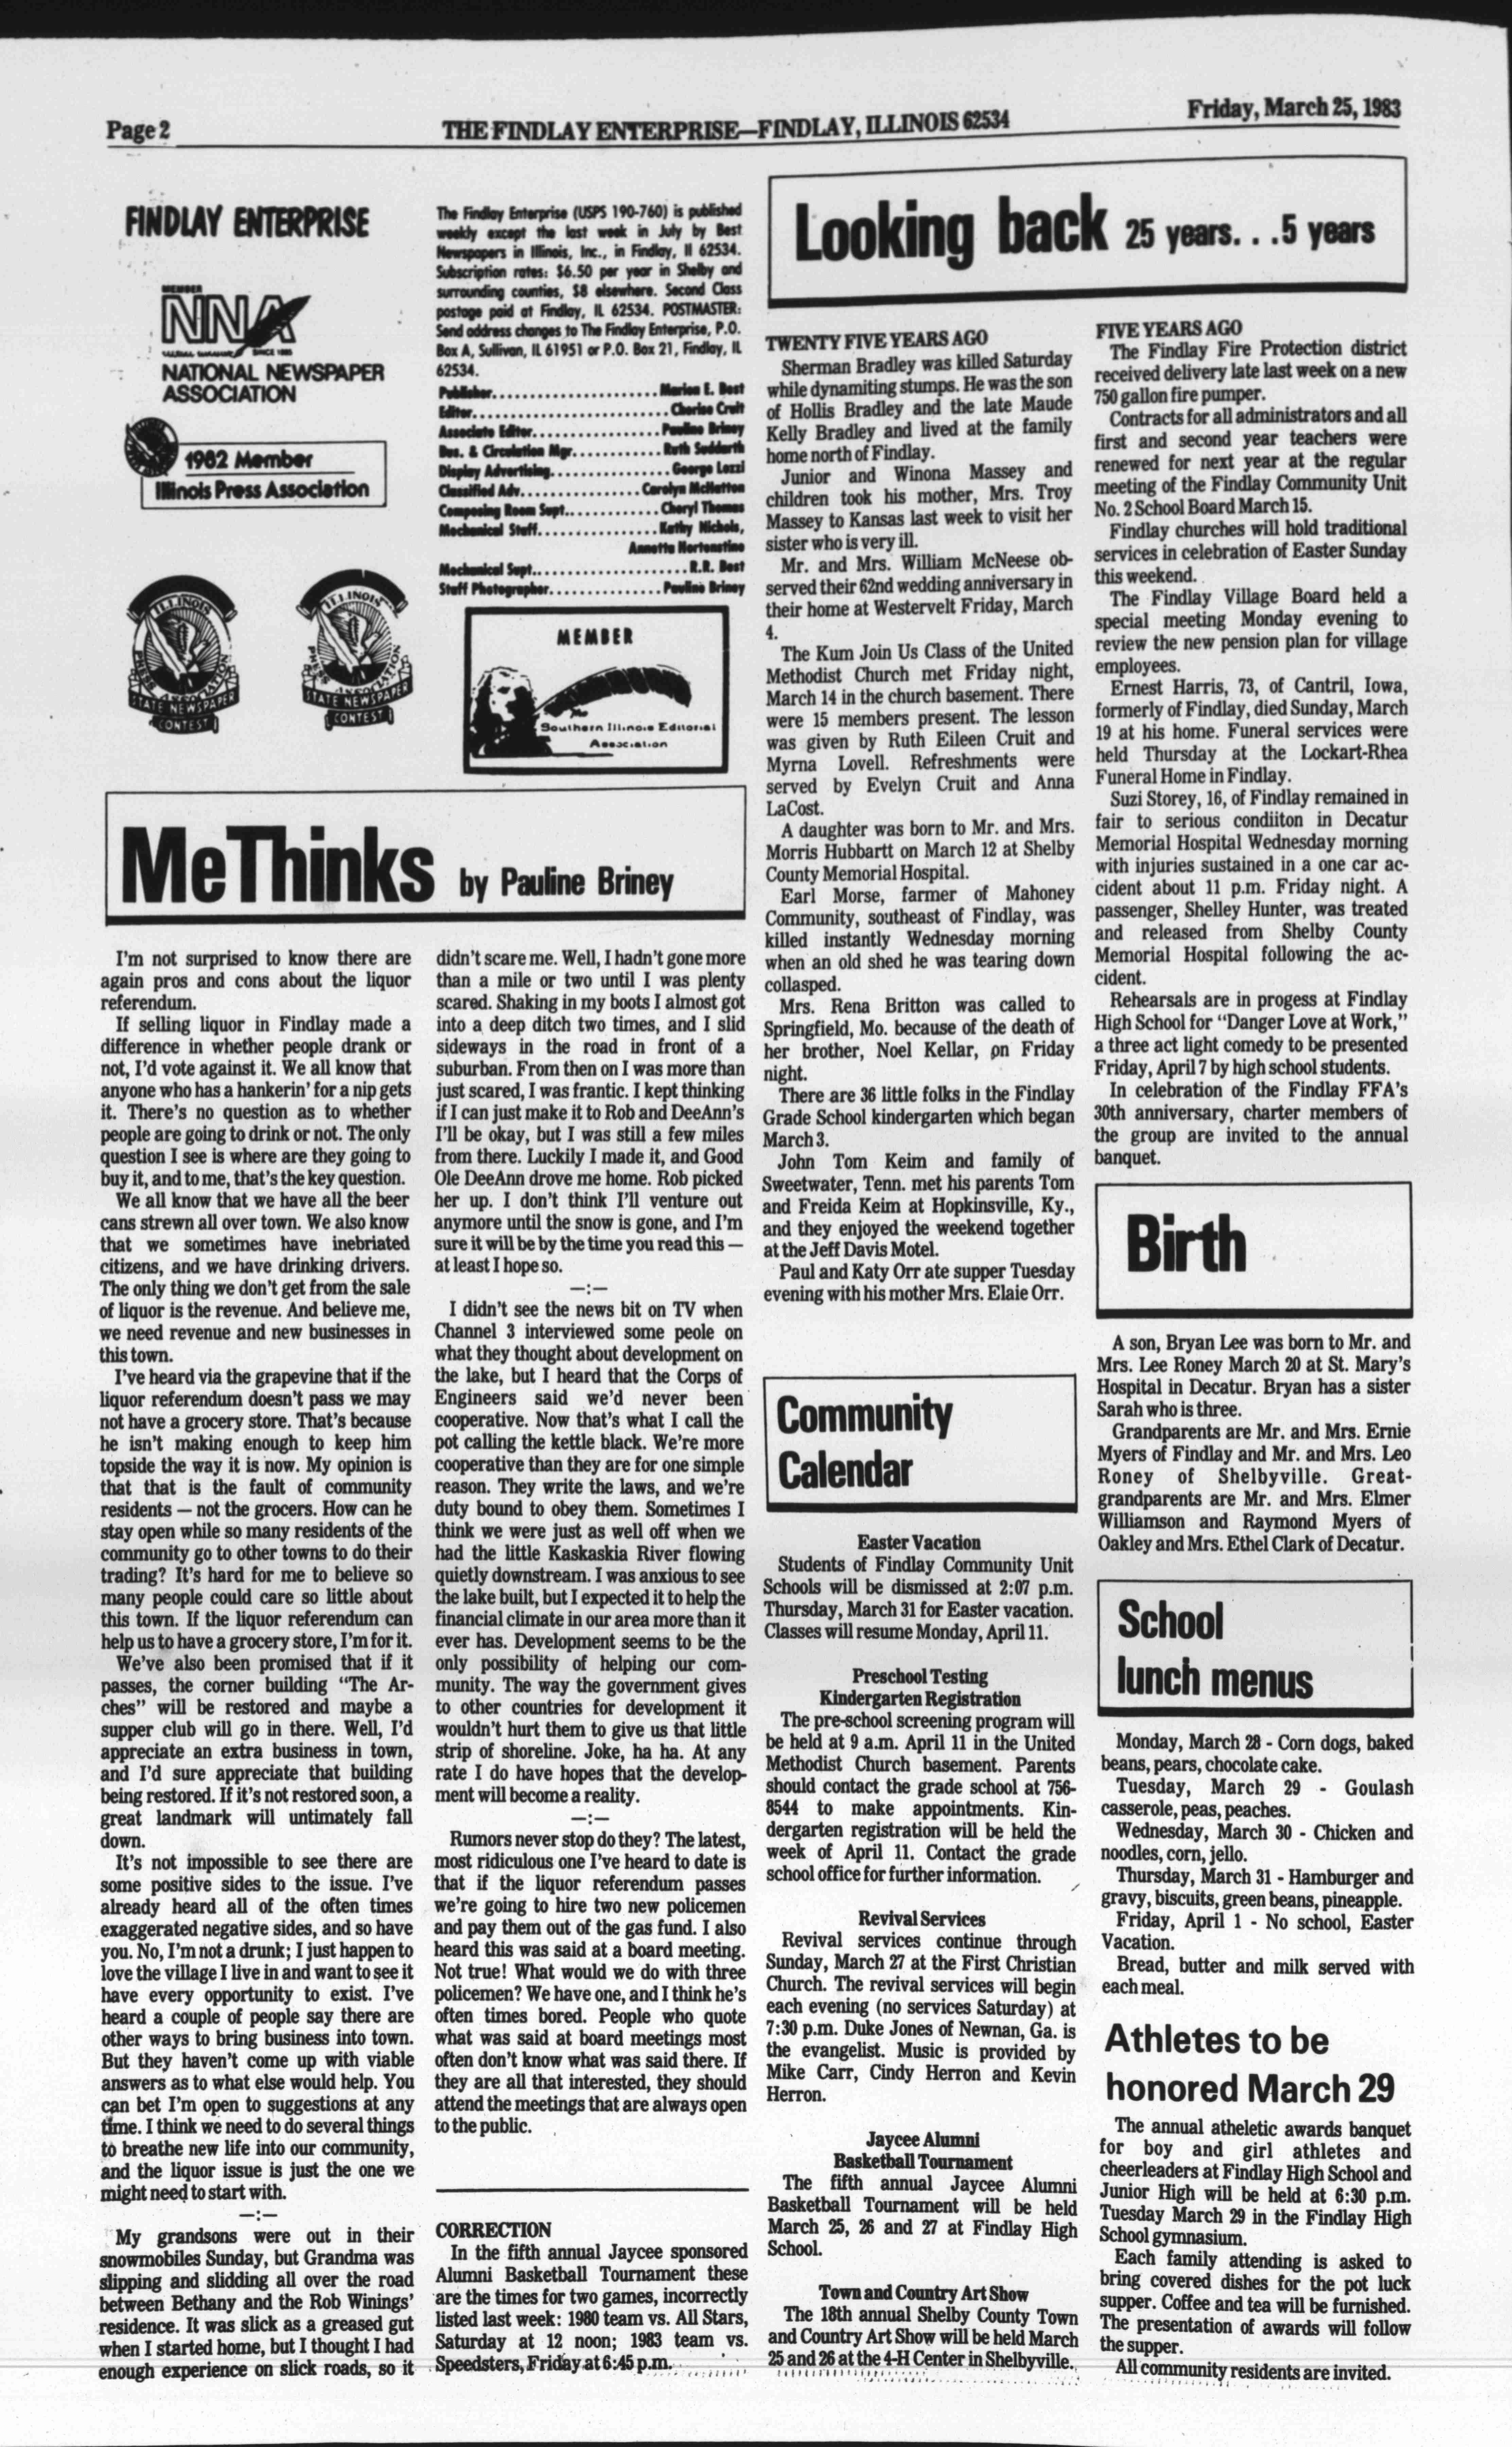 Page 2
THE FINDLAY ENTERPRISE—FINDLAY, ILLINOIS 62534
Friday, March 25, 1983
FINDLAY ENTERPRISE
MEMBER
NNA
SINCE 1885
NATIONAL NEWSPAPER
ASSOCIATION
1982 Member
Illinois Press Association
ILLINOIS
PRESS ASSOCIATION
STATE NEWSPAPER
CONTEST
ILLINOIS
PRESS ASSOCIATION
STATE NEWSPAPER
CONTEST
The Findlay Enterprise (USPS 190-760) is published
weekly except the last week in July by Best
Newspapers in Illinois, Inc., in Findlay, Il 62534.
Subscription rates: $6.50 per year in Shelby and
surrounding counties, $8 elsewhere. Second Class
postage paid at Findlay, IL 62534. POSTMASTER:
Send address changes to The Findlay Enterprise, P.O.
Box A, Sullivan, IL 61951 or P.O. Box 21, Findlay, IL
62534.
Publisher.......................Marion E. Best
Editor............................Charise Cruit
Associate Editor................Pauline Briney
Bus. & Circulation Mgr............Ruth Suddarth
Display Advertising...............George Lozzi
Classified Adv................Carolyn McHatton
Composing Room Supt.............Cheryl Thomas
Mechanical Staff................Kathy Nichols,
Annette Hortenstine
Mechanical Supt......................R.R. Best
Staff Photographer..............Pauline Briney
MEMBER
Southern Illinois Editorial
Association
MeThinks by Pauline Briney
I'm not surprised to know there are
again pros and cons about the liquor
referendum.
If selling liquor in Findlay made a
difference in whether people drank or
not, I'd vote against it. We all know that
anyone who has a hankerin' for a nip gets
it. There's no question as to whether
people are going to drink or not. The only
question I see is where are they going to
buy it, and to me, that's the key question.
We all know that we have all the beer
cans strewn all over town. We also know
that we sometimes have inebriated
citizens, and we have drinking drivers.
The only thing we don't get from the sale
of liquor is the revenue. And believe me,
we need revenue and new businesses in
this town.
I've heard via the grapevine that if the
liquor referendum doesn't pass we may
not have a grocery store. That's because
he isn't making enough to keep him
topside the way it is now. My opinion is
that that is the fault of community
residents — not the grocers. How can he
stay open while so many residents of the
community go to other towns to do their
trading? It's hard for me to believe so
many people could care so little about
this town. If the liquor referendum can
help us to have a grocery store, I'm for it.
We've also been promised that if it
passes, the corner building "The Ar-
ches" will be restored and maybe a
supper club will go in there. Well, I'd
appreciate an extra business in town,
and I'd sure appreciate that building
being restored. If it's not restored soon, a
great landmark will untimately fall
down.
It's not impossible to see there are
some positive sides to the issue. I've
already heard all of the often times
exaggerated negative sides, and so have
you. No, I'm not a drunk; I just happen to
love the village I live in and want to see it
have every opportunity to exist. I've
heard a couple of people say there are
other ways to bring business into town.
But they haven't come up with viable
answers as to what else would help. You
can bet I'm open to suggestions at any
time. I think we need to do several things
to breathe new life into our community,
and the liquor issue is just the one we
might need to start with.
—:—
My grandsons were out in their
snowmobiles Sunday, but Grandma was
slipping and slidding all over the road
between Bethany and the Rob Winings'
residence. It was slick as a greased gut
when I started home, but I thought I had
enough experience on slick roads, so it
didn't scare me. Well, I hadn't gone more
than a mile or two until I was plenty
scared. Shaking in my boots I almost got
into a deep ditch two times, and I slid
sideways in the road in front of a
suburban. From then on I was more than
just scared, I was frantic. I kept thinking
if I can just make it to Rob and DeeAnn's
I'll be okay, but I was still a few miles
from there. Luckily I made it, and Good
Ole DeeAnn drove me home. Rob picked
her up. I don't think I'll venture out
anymore until the snow is gone, and I'm
sure it will be by the time you read this —
at least I hope so.
—:—
I didn't see the news bit on TV when
Channel 3 interviewed some peole on
what they thought about development on
the lake, but I heard that the Corps of
Engineers said we'd never been
cooperative. Now that's what I call the
pot calling the kettle black. We're more
cooperative than they are for one simple
reason. They write the laws, and we're
duty bound to obey them. Sometimes I
think we were just as well off when we
had the little Kaskaskia River flowing
quietly downstream. I was anxious to see
the lake built, but I expected it to help the
financial climate in our area more than it
ever has. Development seems to be the
only possibility of helping our com-
munity. The way the government gives
to other countries for development it
wouldn't hurt them to give us that little
strip of shoreline. Joke, ha ha. At any
rate I do have hopes that the develop-
ment will become a reality.
—:—
Rumors never stop do they? The latest,
most ridiculous one I've heard to date is
that if the liquor referendum passes
we're going to hire two new policemen
and pay them out of the gas fund. I also
heard this was said at a board meeting.
Not true! What would we do with three
policemen? We have one, and I think he's
often times bored. People who quote
what was said at board meetings most
often don't know what was said there. If
they are all that interested, they should
attend the meetings that are always open
to the public.
CORRECTION
In the fifth annual Jaycee sponsored
Alumni Basketball Tournament these
are the times for two games, incorrectly
listed last week: 1980 team vs. All Stars,
Saturday at 12 noon; 1983 team vs.
Speedsters, Friday at 6:45 p.m.
Looking back 25 years. . .5 years
TWENTY FIVE YEARS AGO
Sherman Bradley was killed Saturday
while dynamiting stumps. He was the son
of Hollis Bradley and the late Maude
Kelly Bradley and lived at the family
home north of Findlay.
Junior and Winona Massey and
children took his mother, Mrs. Troy
Massey to Kansas last week to visit her
sister who is very ill.
Mr. and Mrs. William McNeese ob-
served their 62nd wedding anniversary in
their home at Westervelt Friday, March
4.
The Kum Join Us Class of the United
Methodist Church met Friday night,
March 14 in the church basement. There
were 15 members present. The lesson
was given by Ruth Eileen Cruit and
Myrna Lovell. Refreshments were
served by Evelyn Cruit and Anna
LaCost.
A daughter was born to Mr. and Mrs.
Morris Hubbartt on March 12 at Shelby
County Memorial Hospital.
Earl Morse, farmer of Mahoney
Community, southeast of Findlay, was
killed instantly Wednesday morning
when an old shed he was tearing down
collasped.
Mrs. Rena Britton was called to
Springfield, Mo. because of the death of
her brother, Noel Kellar, on Friday
night.
There are 36 little folks in the Findlay
Grade School kindergarten which began
March 3.
John Tom Keim and family of
Sweetwater, Tenn. met his parents Tom
and Freida Keim at Hopkinsville, Ky.,
and they enjoyed the weekend together
at the Jeff Davis Motel.
Paul and Katy Orr ate supper Tuesday
evening with his mother Mrs. Elaie Orr.
Community
Calendar
Easter Vacation
Students of Findlay Community Unit
Schools will be dismissed at 2:07 p.m.
Thursday, March 31 for Easter vacation.
Classes will resume Monday, April 11.
Preschool Testing
Kindergarten Registration
The pre-school screening program will
be held at 9 a.m. April 11 in the United
Methodist Church basement. Parents
should contact the grade school at 756-
8544 to make appointments. Kin-
dergarten registration will be held the
week of April 11. Contact the grade
school office for further information.
Revival Services
Revival services continue through
Sunday, March 27 at the First Christian
Church. The revival services will begin
each evening (no services Saturday) at
7:30 p.m. Duke Jones of Newnan, Ga. is
the evangelist. Music is provided by
Mike Carr, Cindy Herron and Kevin
Herron.
Jaycee Alumni
Basketball Tournament
The fifth annual Jaycee Alumni
Basketball Tournament will be held
March 25, 26 and 27 at Findlay High
School.
Town and Country Art Show
The 18th annual Shelby County Town
and Country Art Show will be held March
25 and 26 at the 4-H Center in Shelbyville.
FIVE YEARS AGO
The Findlay Fire Protection district
received delivery late last week on a new
750 gallon fire pumper.
Contracts for all administrators and all
first and second year teachers were
renewed for next year at the regular
meeting of the Findlay Community Unit
No. 2 School Board March 15.
Findlay churches will hold traditional
services in celebration of Easter Sunday
this weekend.
The Findlay Village Board held a
special meeting Monday evening to
review the new pension plan for village
employees.
Ernest Harris, 73, of Cantril, Iowa,
formerly of Findlay, died Sunday, March
19 at his home. Funeral services were
held Thursday at the Lockart-Rhea
Funeral Home in Findlay.
Suzi Storey, 16, of Findlay remained in
fair to serious condiiton in Decatur
Memorial Hospital Wednesday morning
with injuries sustained in a one car ac-
cident about 11 p.m. Friday night. A
passenger, Shelley Hunter, was treated
and released from Shelby County
Memorial Hospital following the ac-
cident.
Rehearsals are in progess at Findlay
High School for "Danger Love at Work,"
a three act light comedy to be presented
Friday, April 7 by high school students.
In celebration of the Findlay FFA's
30th anniversary, charter members of
the group are invited to the annual
banquet.
Birth
A son, Bryan Lee was born to Mr. and
Mrs. Lee Roney March 20 at St. Mary's
Hospital in Decatur. Bryan has a sister
Sarah who is three.
Grandparents are Mr. and Mrs. Ernie
Myers of Findlay and Mr. and Mrs. Leo
Roney of Shelbyville. Great-
grandparents are Mr. and Mrs. Elmer
Williamson and Raymond Myers of
Oakley and Mrs. Ethel Clark of Decatur.
School
lunch menus
Monday, March 28 - Corn dogs, baked
beans, pears, chocolate cake.
Tuesday, March 29 - Goulash
casserole, peas, peaches.
Wednesday, March 30 - Chicken and
noodles, corn, jello.
Thursday, March 31 - Hamburger and
gravy, biscuits, green beans, pineapple.
Friday, April 1 - No school, Easter
Vacation.
Bread, butter and milk served with
each meal.
Athletes to be
honored March 29
The annual atheletic awards banquet
for boy and girl athletes and
cheerleaders at Findlay High School and
Junior High will be held at 6:30 p.m.
Tuesday March 29 in the Findlay High
School gymnasium.
Each family attending is asked to
bring covered dishes for the pot luck
supper. Coffee and tea will be furnished.
The presentation of awards will follow
the supper.
All community residents are invited.